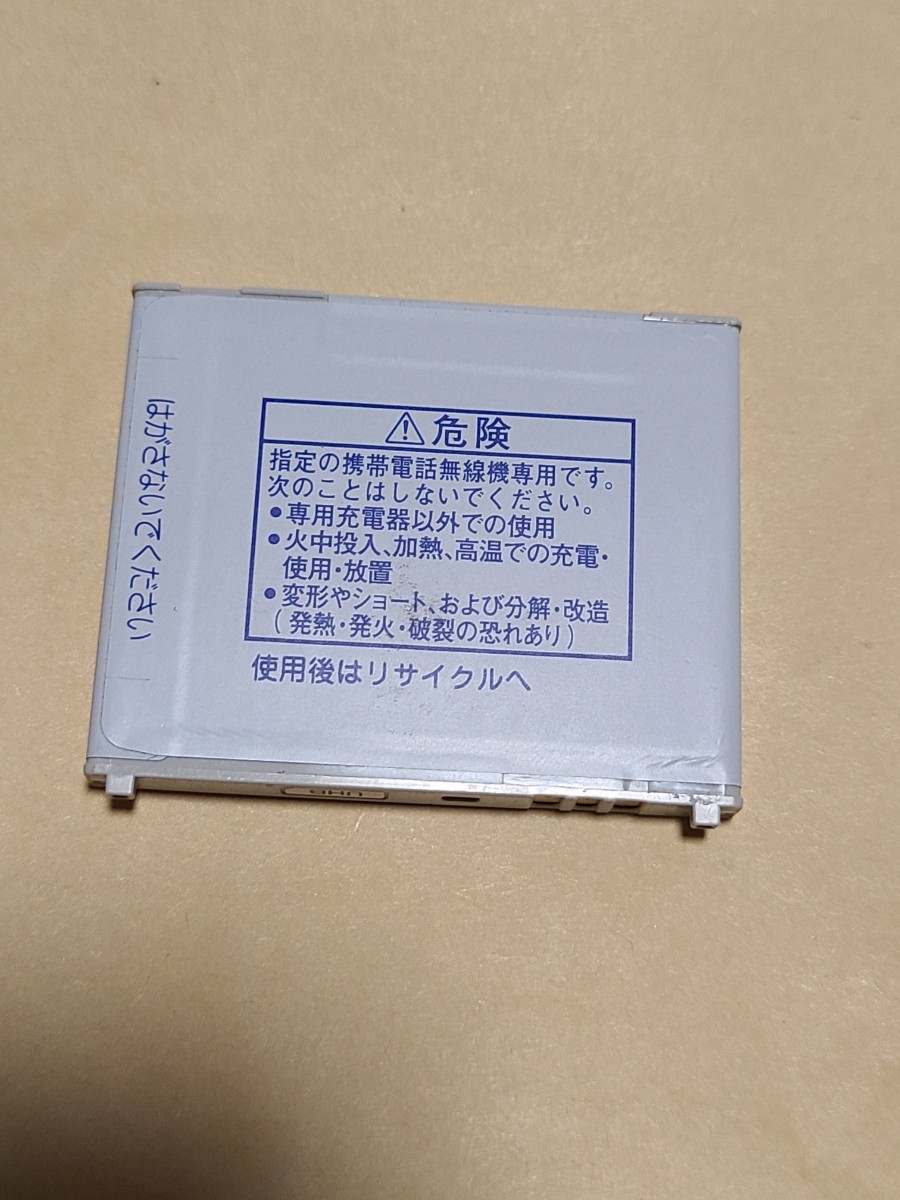 ⚠危険
指定の携帯電話無線機専用です。
次のことはしないでください。
●専用充電器以外での使用
●火中投入、加熱、高温での充電・
使用・放置
●変形やショート、および分解・改造
(発熱・発火・破裂の恐れあり)
使用後はリサイクルへ
はがさないでください